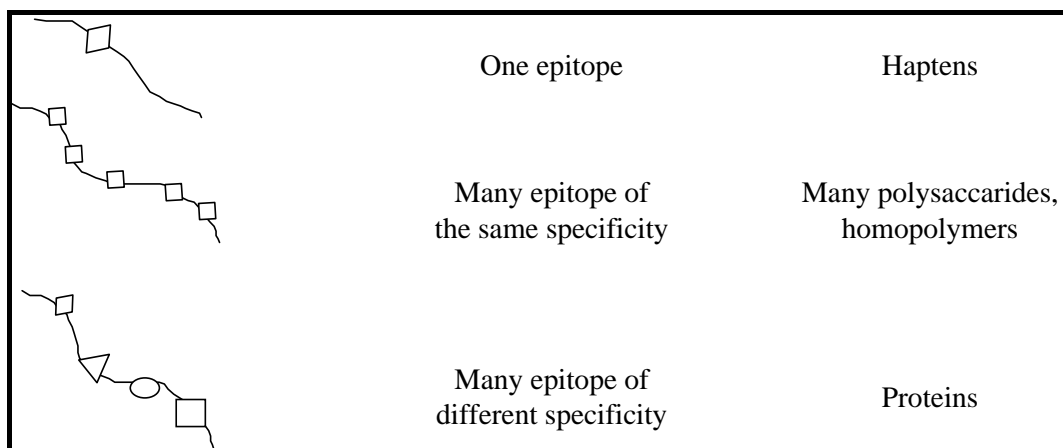 One epitope
Haptens
Many epitope of
the same specificity
Many polysaccarides,
homopolymers
Many epitope of
different specificity
Proteins